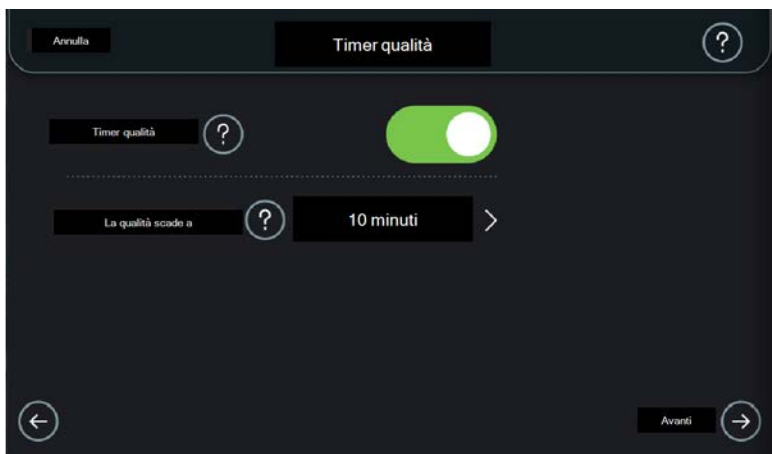 Annulla
Timer qualità
?
Timer qualità
?
La qualità scade a
?
10 minuti
Avanti